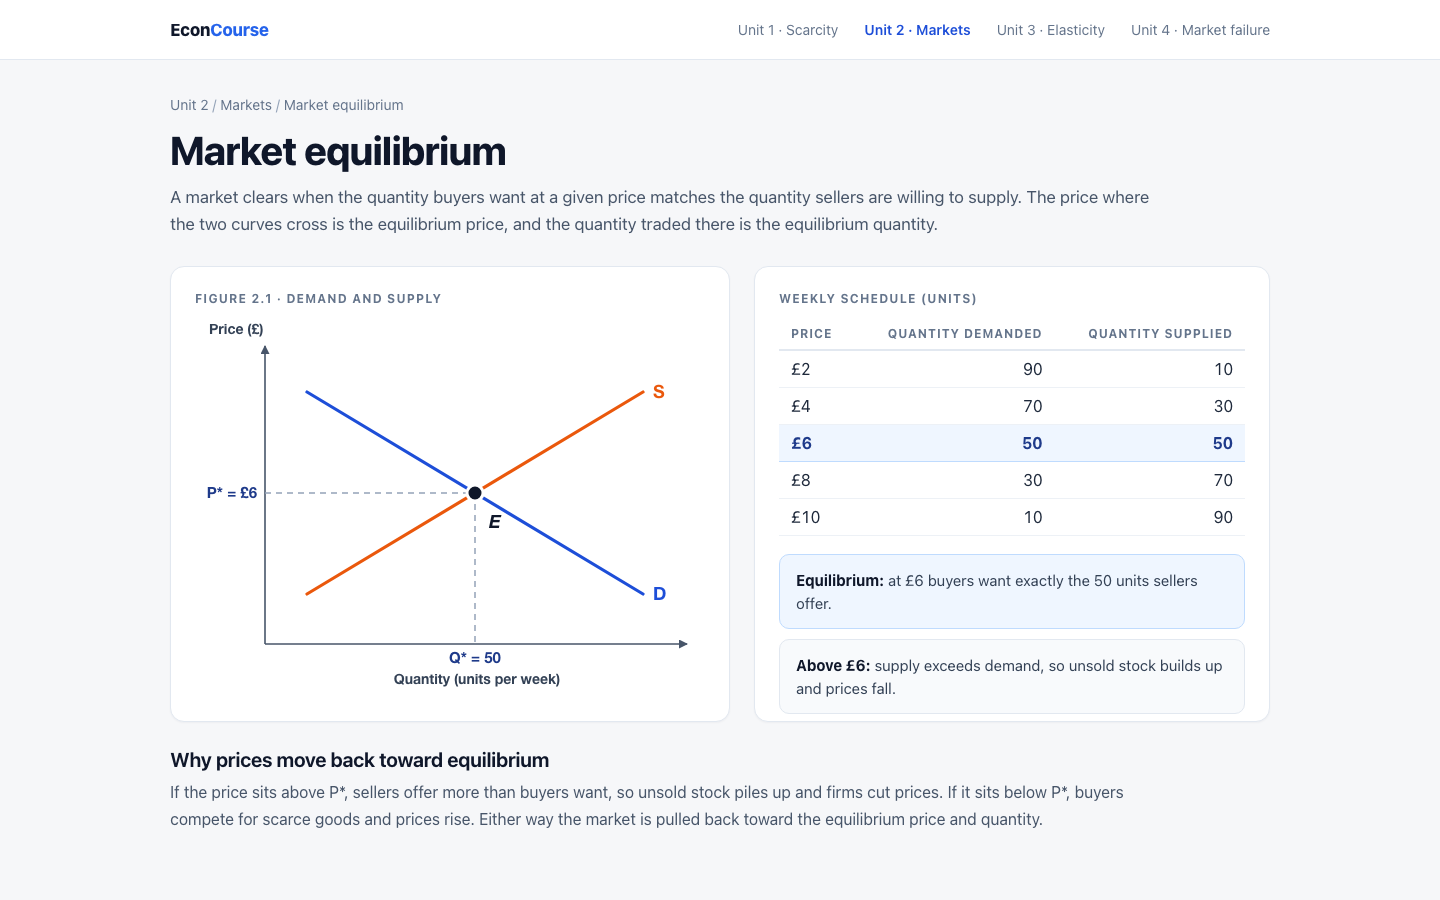 EconCourse
Unit 1 · Scarcity
Unit 2 · Markets
Unit 3 · Elasticity
Unit 4 · Market failure
Unit 2 / Markets / Market equilibrium
Market equilibrium
A market clears when the quantity buyers want at a given price matches the quantity sellers are willing to supply. The price where
the two curves cross is the equilibrium price, and the quantity traded there is the equilibrium quantity.
FIGURE 2.1 · DEMAND AND SUPPLY
Price (£)
S
P* = £6
E
D
Q* = 50
Quantity (units per week)
WEEKLY SCHEDULE (UNITS)
PRICE QUANTITY DEMANDED QUANTITY SUPPLIED
£2 90 10
£4 70 30
£6 50 50
£8 30 70
£10 10 90
Equilibrium: at £6 buyers want exactly the 50 units sellers
offer.
Above £6: supply exceeds demand, so unsold stock builds up
and prices fall.
Why prices move back toward equilibrium
If the price sits above P*, sellers offer more than buyers want, so unsold stock piles up and firms cut prices. If it sits below P*, buyers
compete for scarce goods and prices rise. Either way the market is pulled back toward the equilibrium price and quantity.